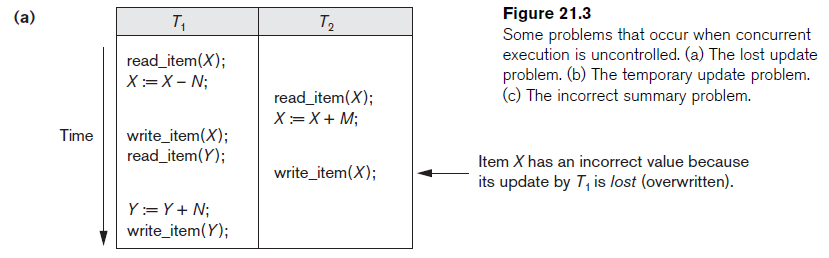 (a)
T1
T2
Time
read_item(X);
X := X – N;
read_item(X);
X := X + M;
write_item(X);
read_item(Y);
write_item(X);
Y := Y + N;
write_item(Y);
Figure 21.3
Some problems that occur when concurrent
execution is uncontrolled. (a) The lost update
problem. (b) The temporary update problem.
(c) The incorrect summary problem.
Item X has an incorrect value because
its update by T1 is lost (overwritten).